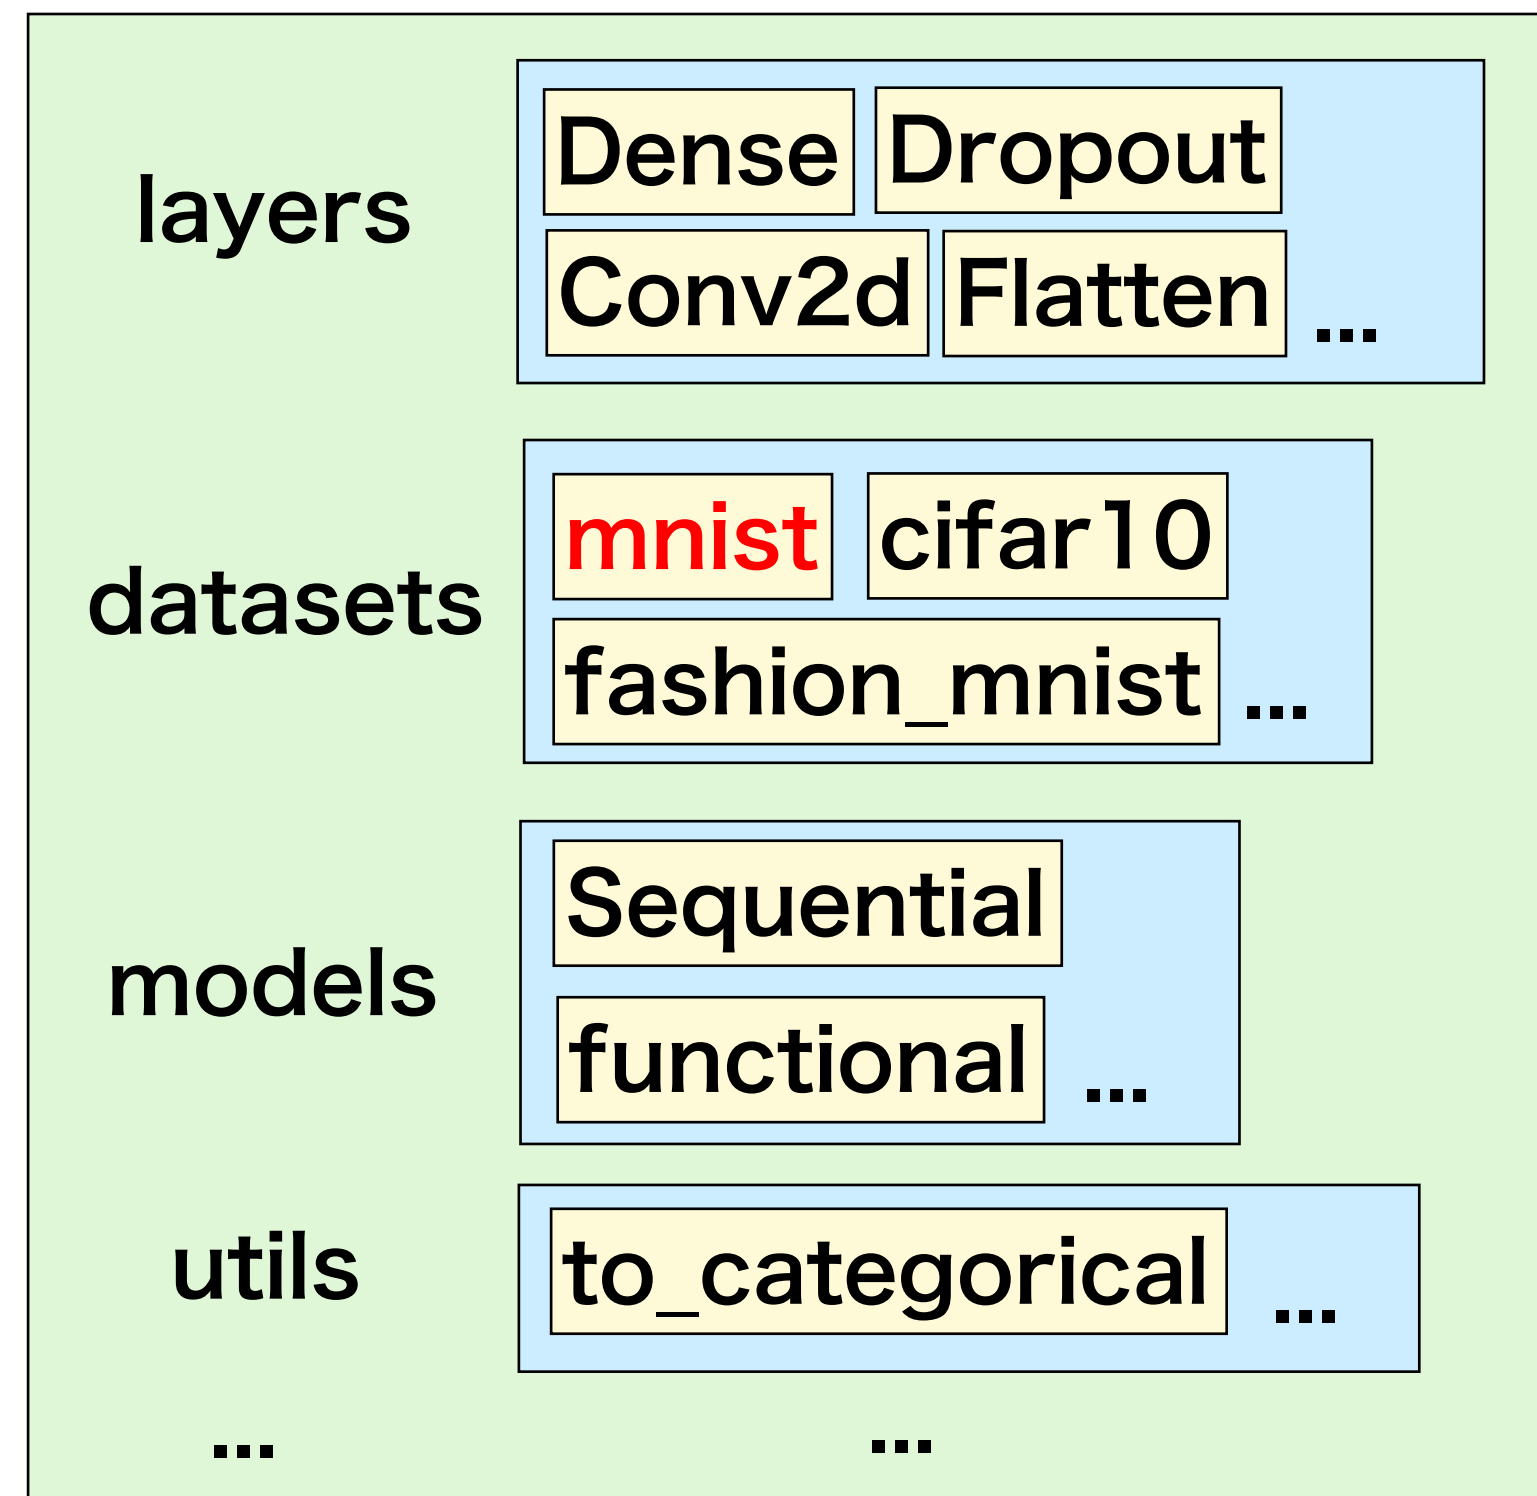 layers
Dense Dropout
Conv2d Flatten ...
datasets
mnist cifar10
fashion_mnist ...
models
Sequential
functional ...
utils
to_categorical ...
... ...